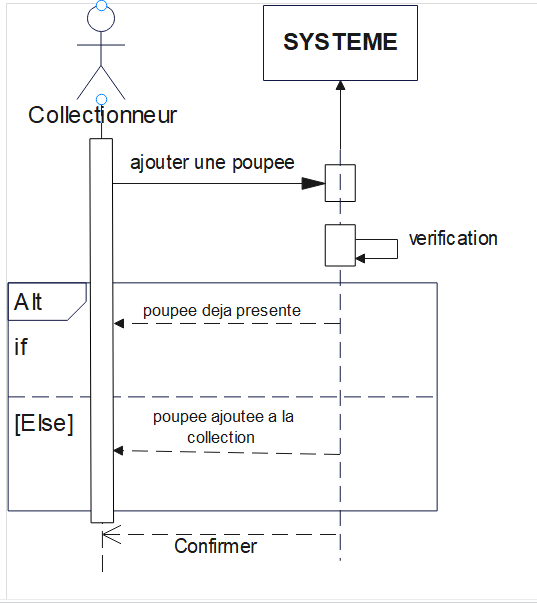 SYSTEME
Collectionneur
ajouter une poupee
verification
Alt
poupee deja presente
if
[Else]
poupee ajoutee a la
collection
Confirmer